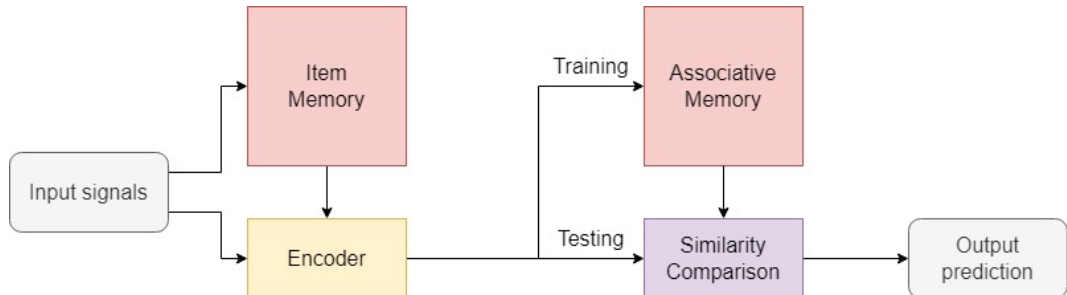 Item
Memory
Training
Associative
Memory
Input signals
Encoder
Testing
Similarity
Comparison
Output
prediction